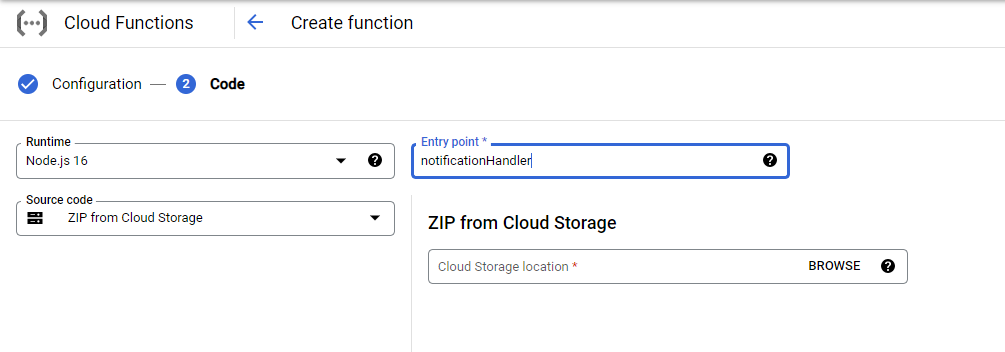 Cloud Functions
Create function
Configuration
2
Code
Runtime
Node.js 16
Entry point *
notificationHandler
Source code
ZIP from Cloud Storage
ZIP from Cloud Storage
Cloud Storage location *
BROWSE